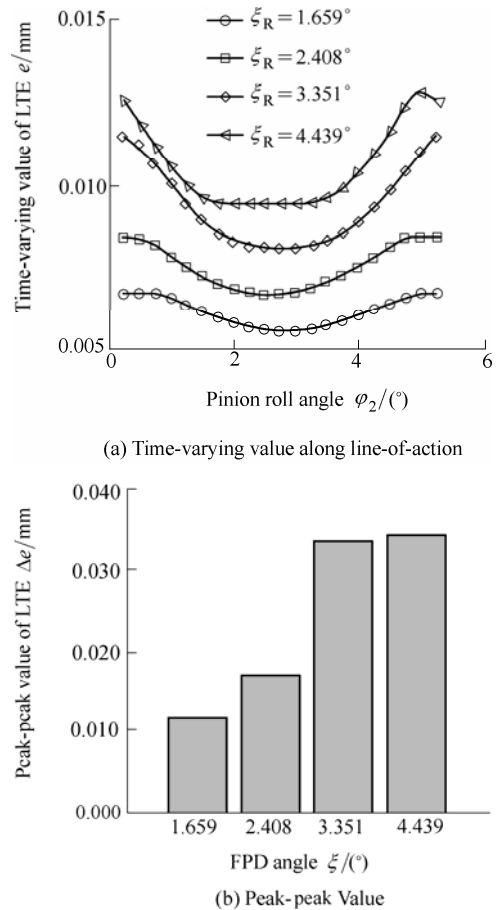 0.015
0.010
0.005
Time-varying value of LTE e/mm
ξR=1.659°
ξR=2.408°
ξR=3.351°
ξR=4.439°
0 2 4 6
Pinion roll angle φ2/(°)
(a) Time-varying value along line-of-action
0.040
0.030
0.020
0.010
0.000
Peak-peak value of LTE Δe/mm
1.659 2.408 3.351 4.439
FPD angle ξ/(°)
(b) Peak-peak Value